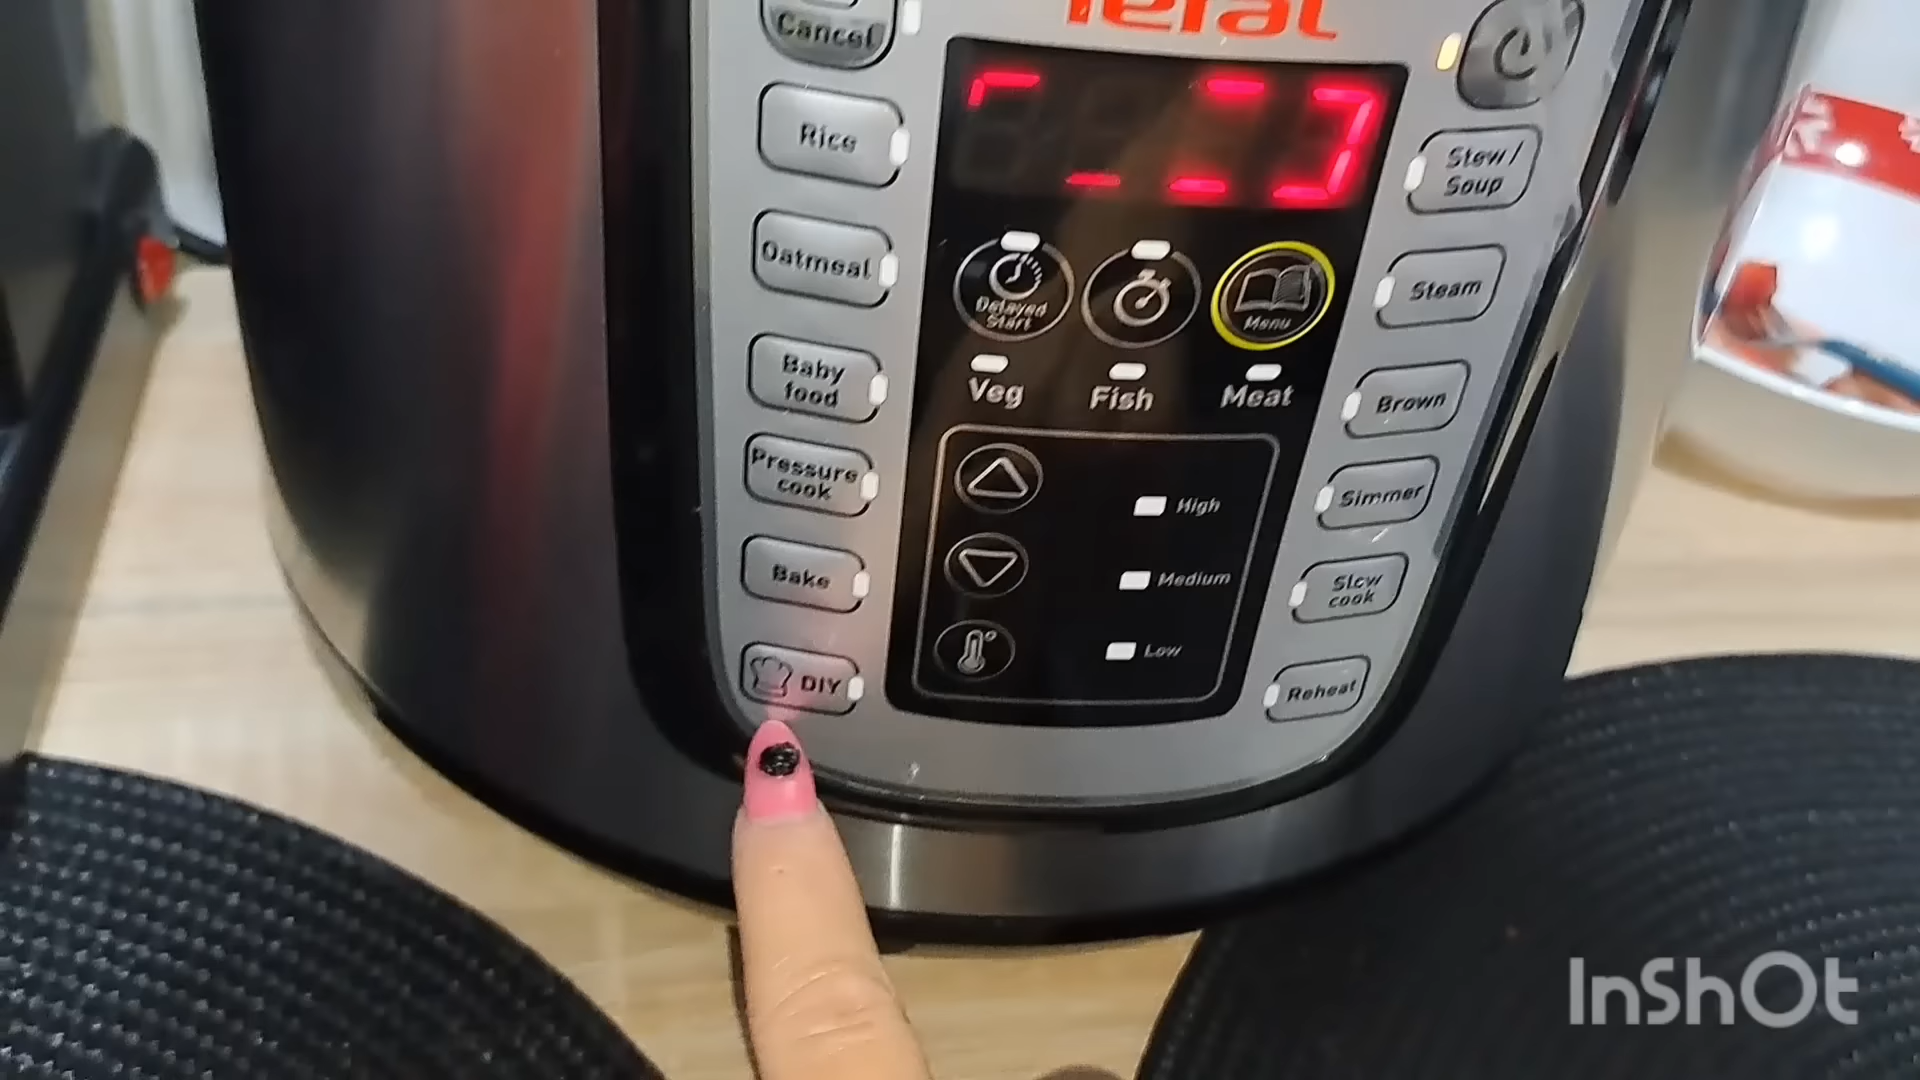 Tefal
Cancel
Rice
Oatmeal
Baby
food
Pressure
cook
Bake
DIY
Delayed
Start
Menu
Veg
Fish
Meat
High
Medium
Low
Stew/
Soup
Steam
Brown
Simmer
Slow
cook
Reheat
InShOt